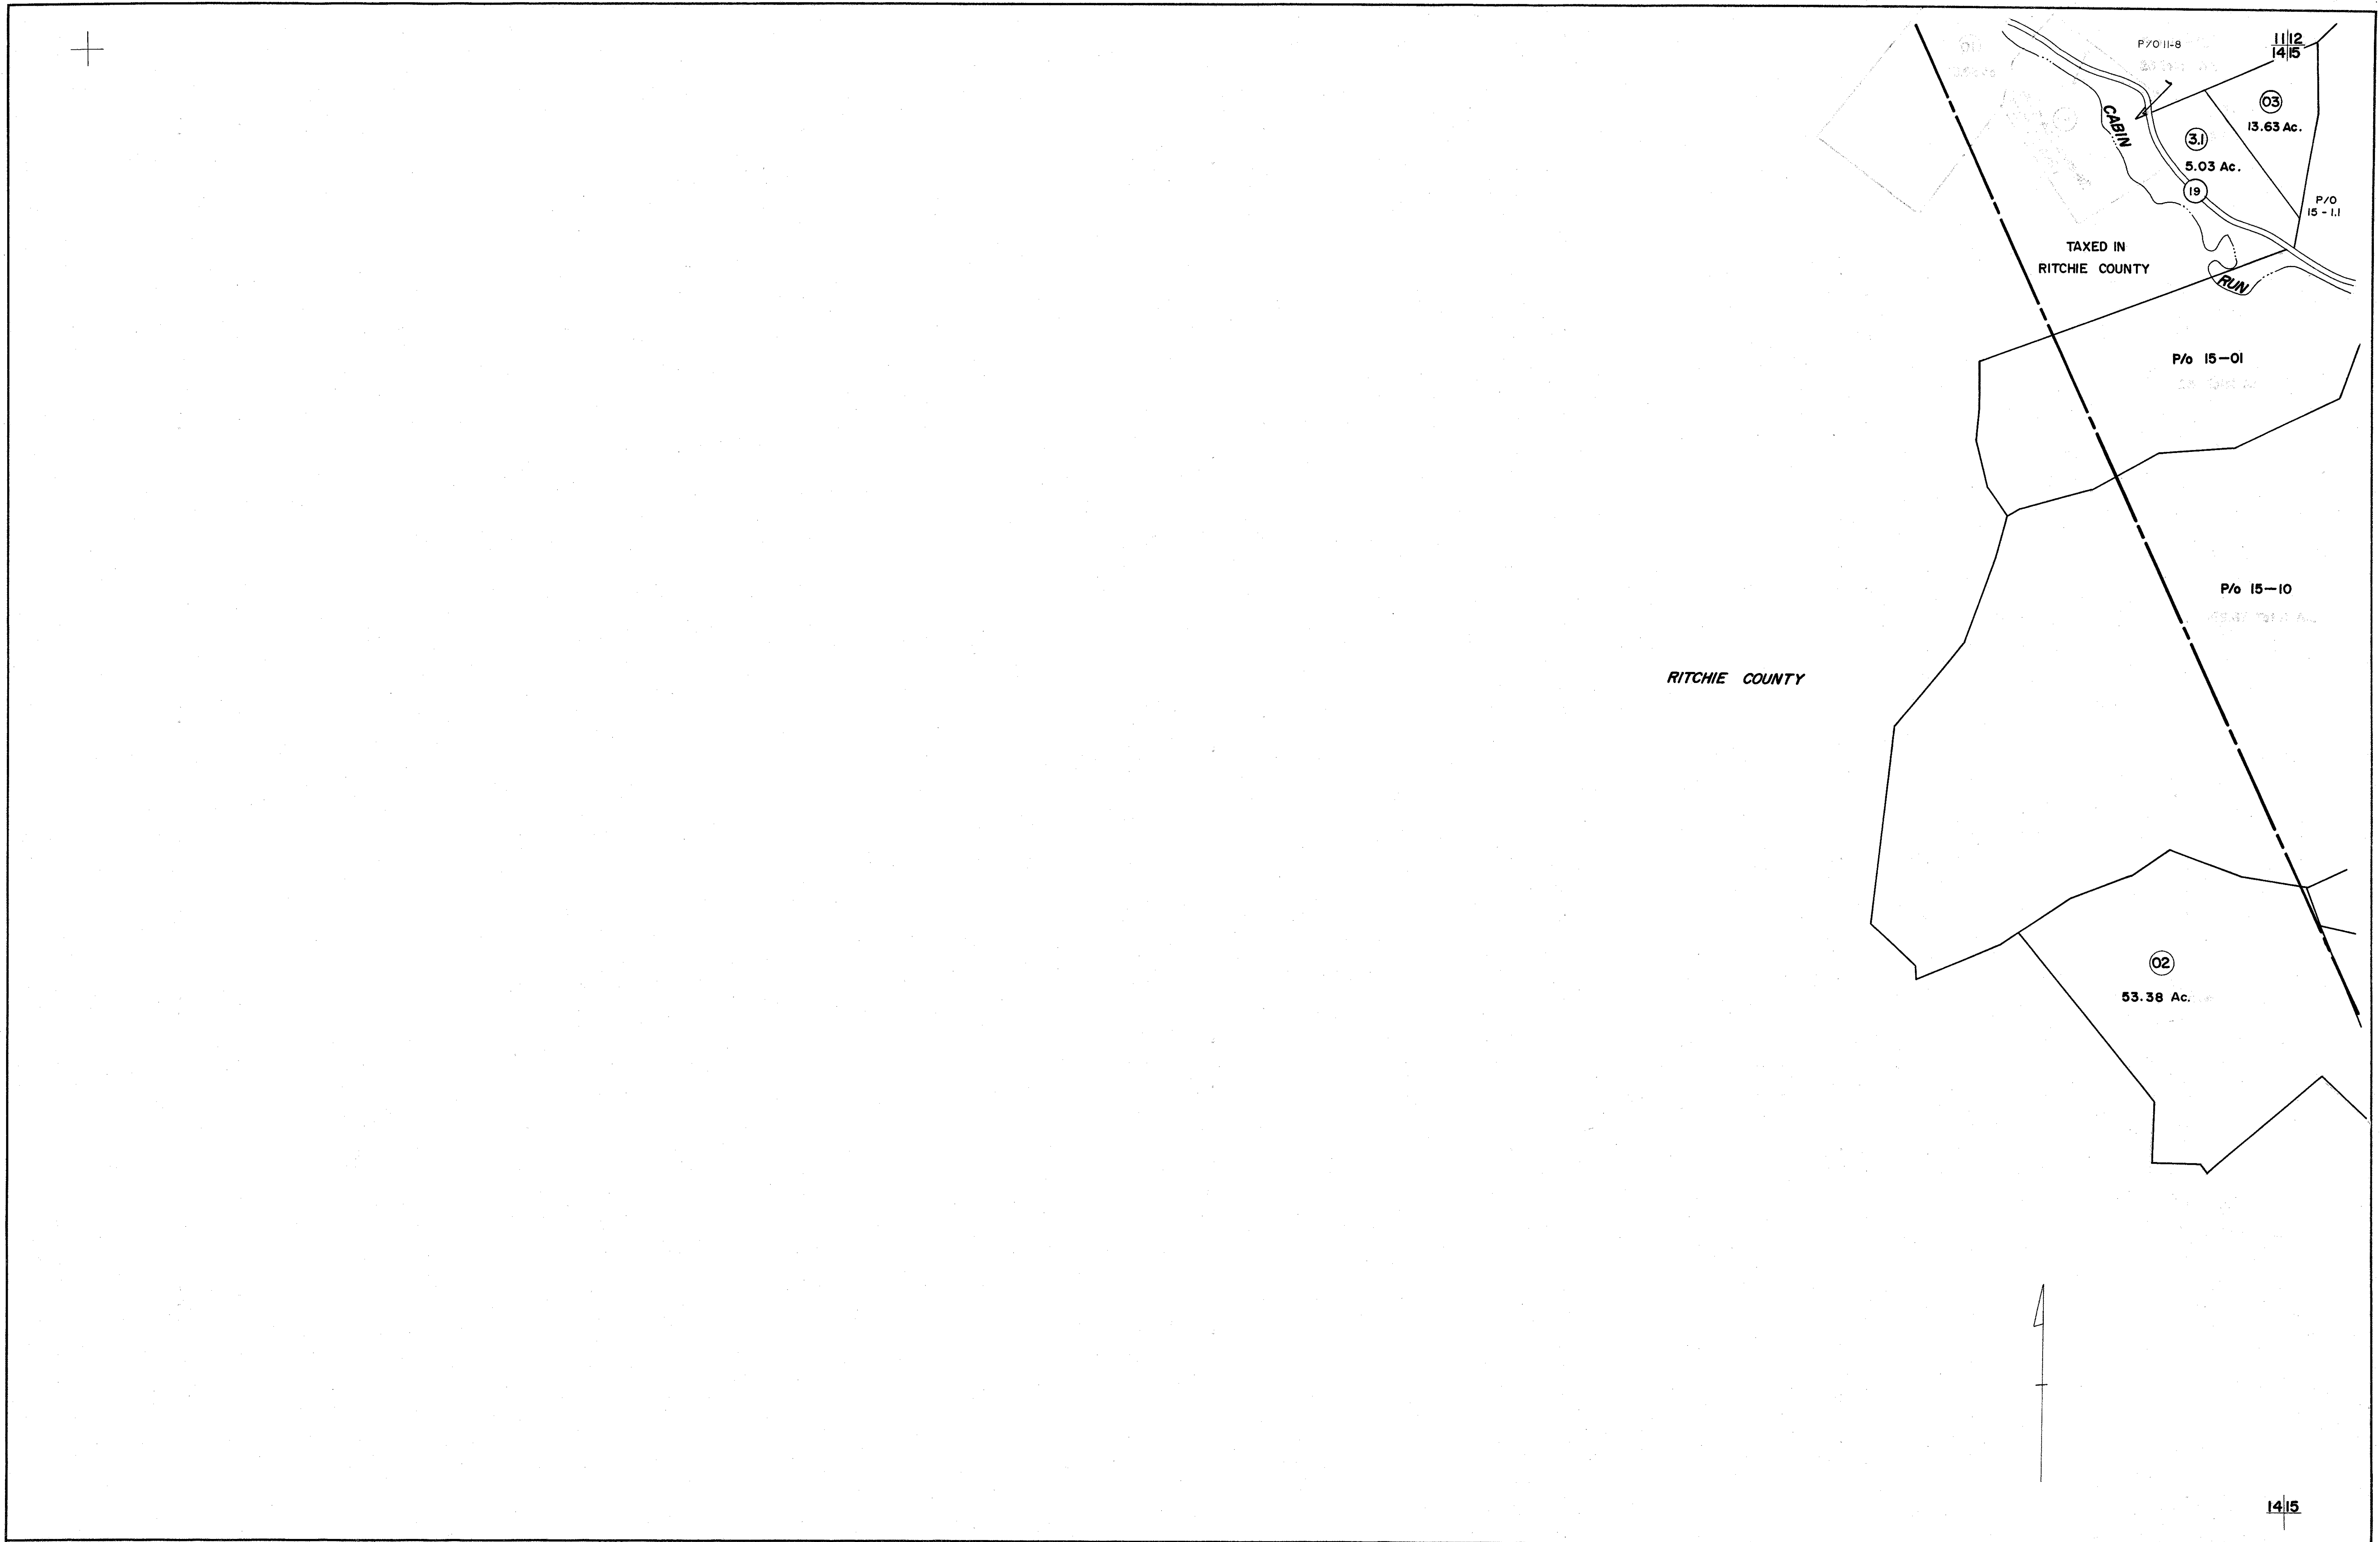 P/O 11-8
11|12
14|15
03
13.63 Ac.
CABIN
3.1
5.03 Ac.
19
P/O
15 - 1.1
TAXED IN
RITCHIE COUNTY
RUN
P/o 15-01
P/o 15-10
RITCHIE COUNTY
02
53.38 Ac.
14|15